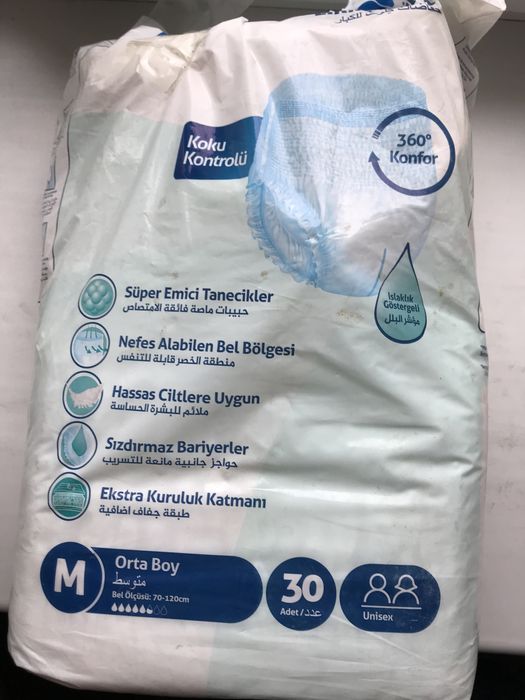 للكبار
Koku
Kontrolü
360°
Konfor
Islaklık
Göstergeli
مؤشر البلل
Süper Emici Tanecikler
حبيبات ماصة فائقة الامتصاص
Nefes Alabilen Bel Bölgesi
منطقة الخصر قابلة للتنفس
Hassas Ciltlere Uygun
ملائم للبشرة الحساسة
Sızdırmaz Bariyerler
حواجز جانبية مانعة للتسريب
Ekstra Kuruluk Katmanı
طبقة جفاف اضافية
M
Orta Boy
متوسط
Bel Ölçüsü: 70-120cm
30
Adet / عدد
Unisex